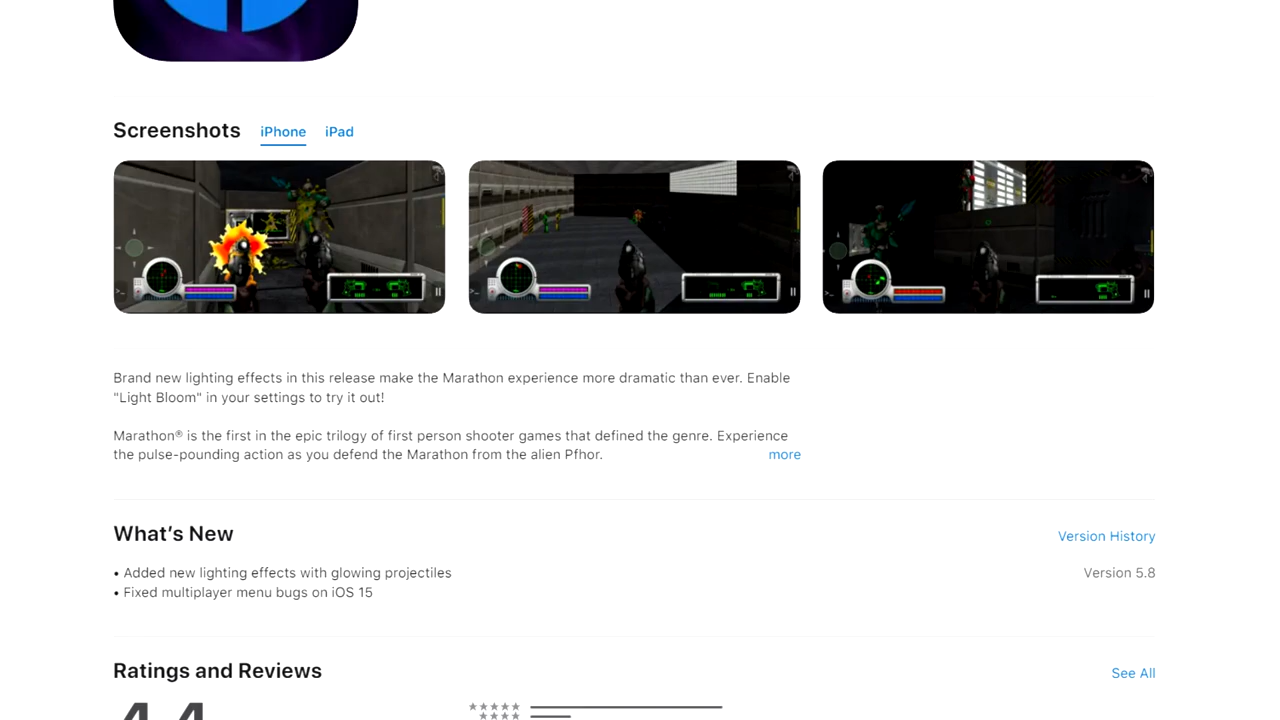 Screenshots iPhone iPad
Brand new lighting effects in this release make the Marathon experience more dramatic than ever. Enable
"Light Bloom" in your settings to try it out!
Marathon® is the first in the epic trilogy of first person shooter games that defined the genre. Experience
the pulse-pounding action as you defend the Marathon from the alien Pfhor. more
What’s New Version History
• Added new lighting effects with glowing projectiles Version 5.8
• Fixed multiplayer menu bugs on iOS 15
Ratings and Reviews See All
4.4